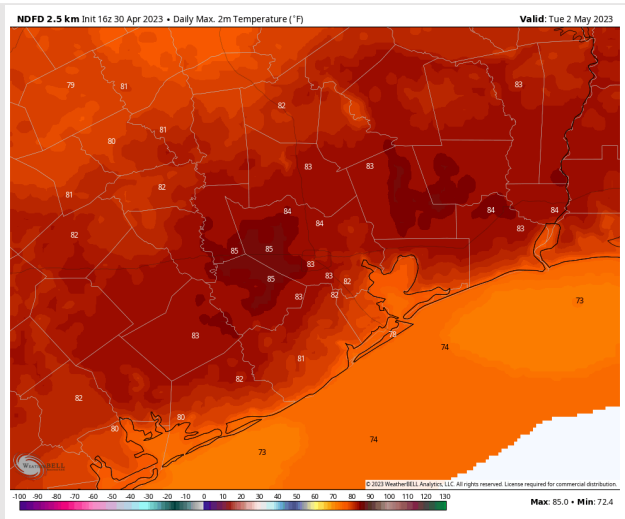 NDFD 2.5 km Init 16z 30 Apr 2023 • Daily Max. 2m Temperature (°F) Valid: Tue 2 May 2023
79 81 83
82
81
80
83 83
82
81
84 84 84
84 83
82
85 85
83
85 83 82
83 82 73
83 78
74
81
82
82
80
80
74
73
WeatherBELL
© 2023 WeatherBELL Analytics, LLC. All rights reserved. License required for commercial distribution.
-100 -90 -80 -70 -60 -50 -40 -30 -20 -10 0 10 20 30 40 50 60 70 80 90 100 110 120 130
Max: 85.0 • Min: 72.4